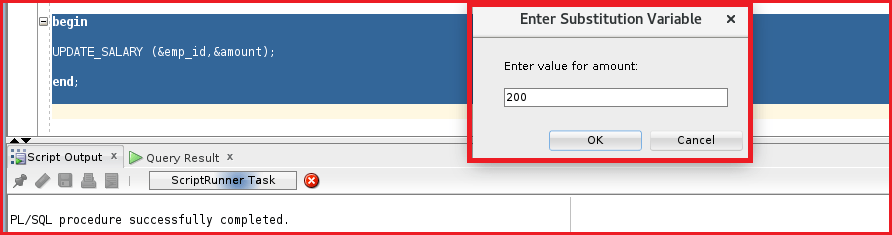 begin
UPDATE_SALARY (&emp_id,&amount);
end;
Enter Substitution Variable
Enter value for amount:
200
OK
Cancel
Script Output
Query Result
ScriptRunner Task
PL/SQL procedure successfully completed.